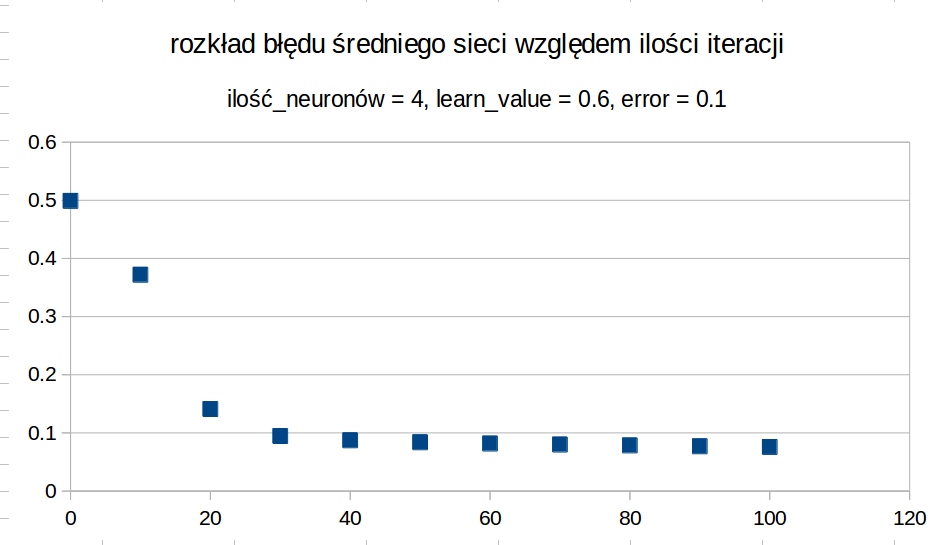 rozkład błędu średniego sieci względem ilości iteracji
ilość_neuronów = 4, learn_value = 0.6, error = 0.1
0.6
0.5
0.4
0.3
0.2
0.1
0
0 20 40 60 80 100 120